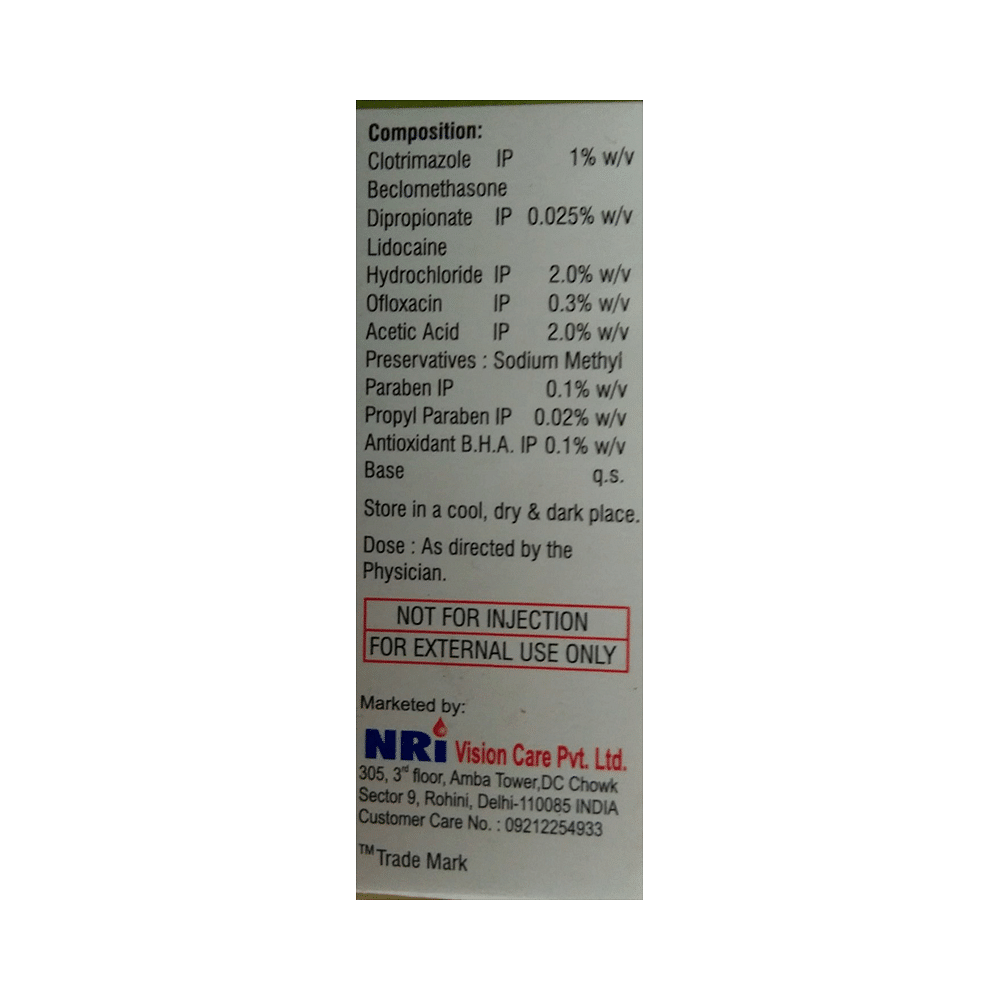 Composition:
Clotrimazole IP 1% w/v
Beclomethasone
Dipropionate IP 0.025% w/v
Lidocaine
Hydrochloride IP 2.0% w/v
Ofloxacin IP 0.3% w/v
Acetic Acid IP 2.0% w/v
Preservatives : Sodium Methyl
Paraben IP 0.1% w/v
Propyl Paraben IP 0.02% w/v
Antioxidant B.H.A. IP 0.1% w/v
Base q.s.
Store in a cool, dry & dark place.
Dose : As directed by the
Physician.
NOT FOR INJECTION
FOR EXTERNAL USE ONLY
Marketed by:
NRi Vision Care Pvt. Ltd.
305, 3rd floor, Amba Tower,DC Chowk
Sector 9, Rohini, Delhi-110085 INDIA
Customer Care No. : 09212254933
TM Trade Mark